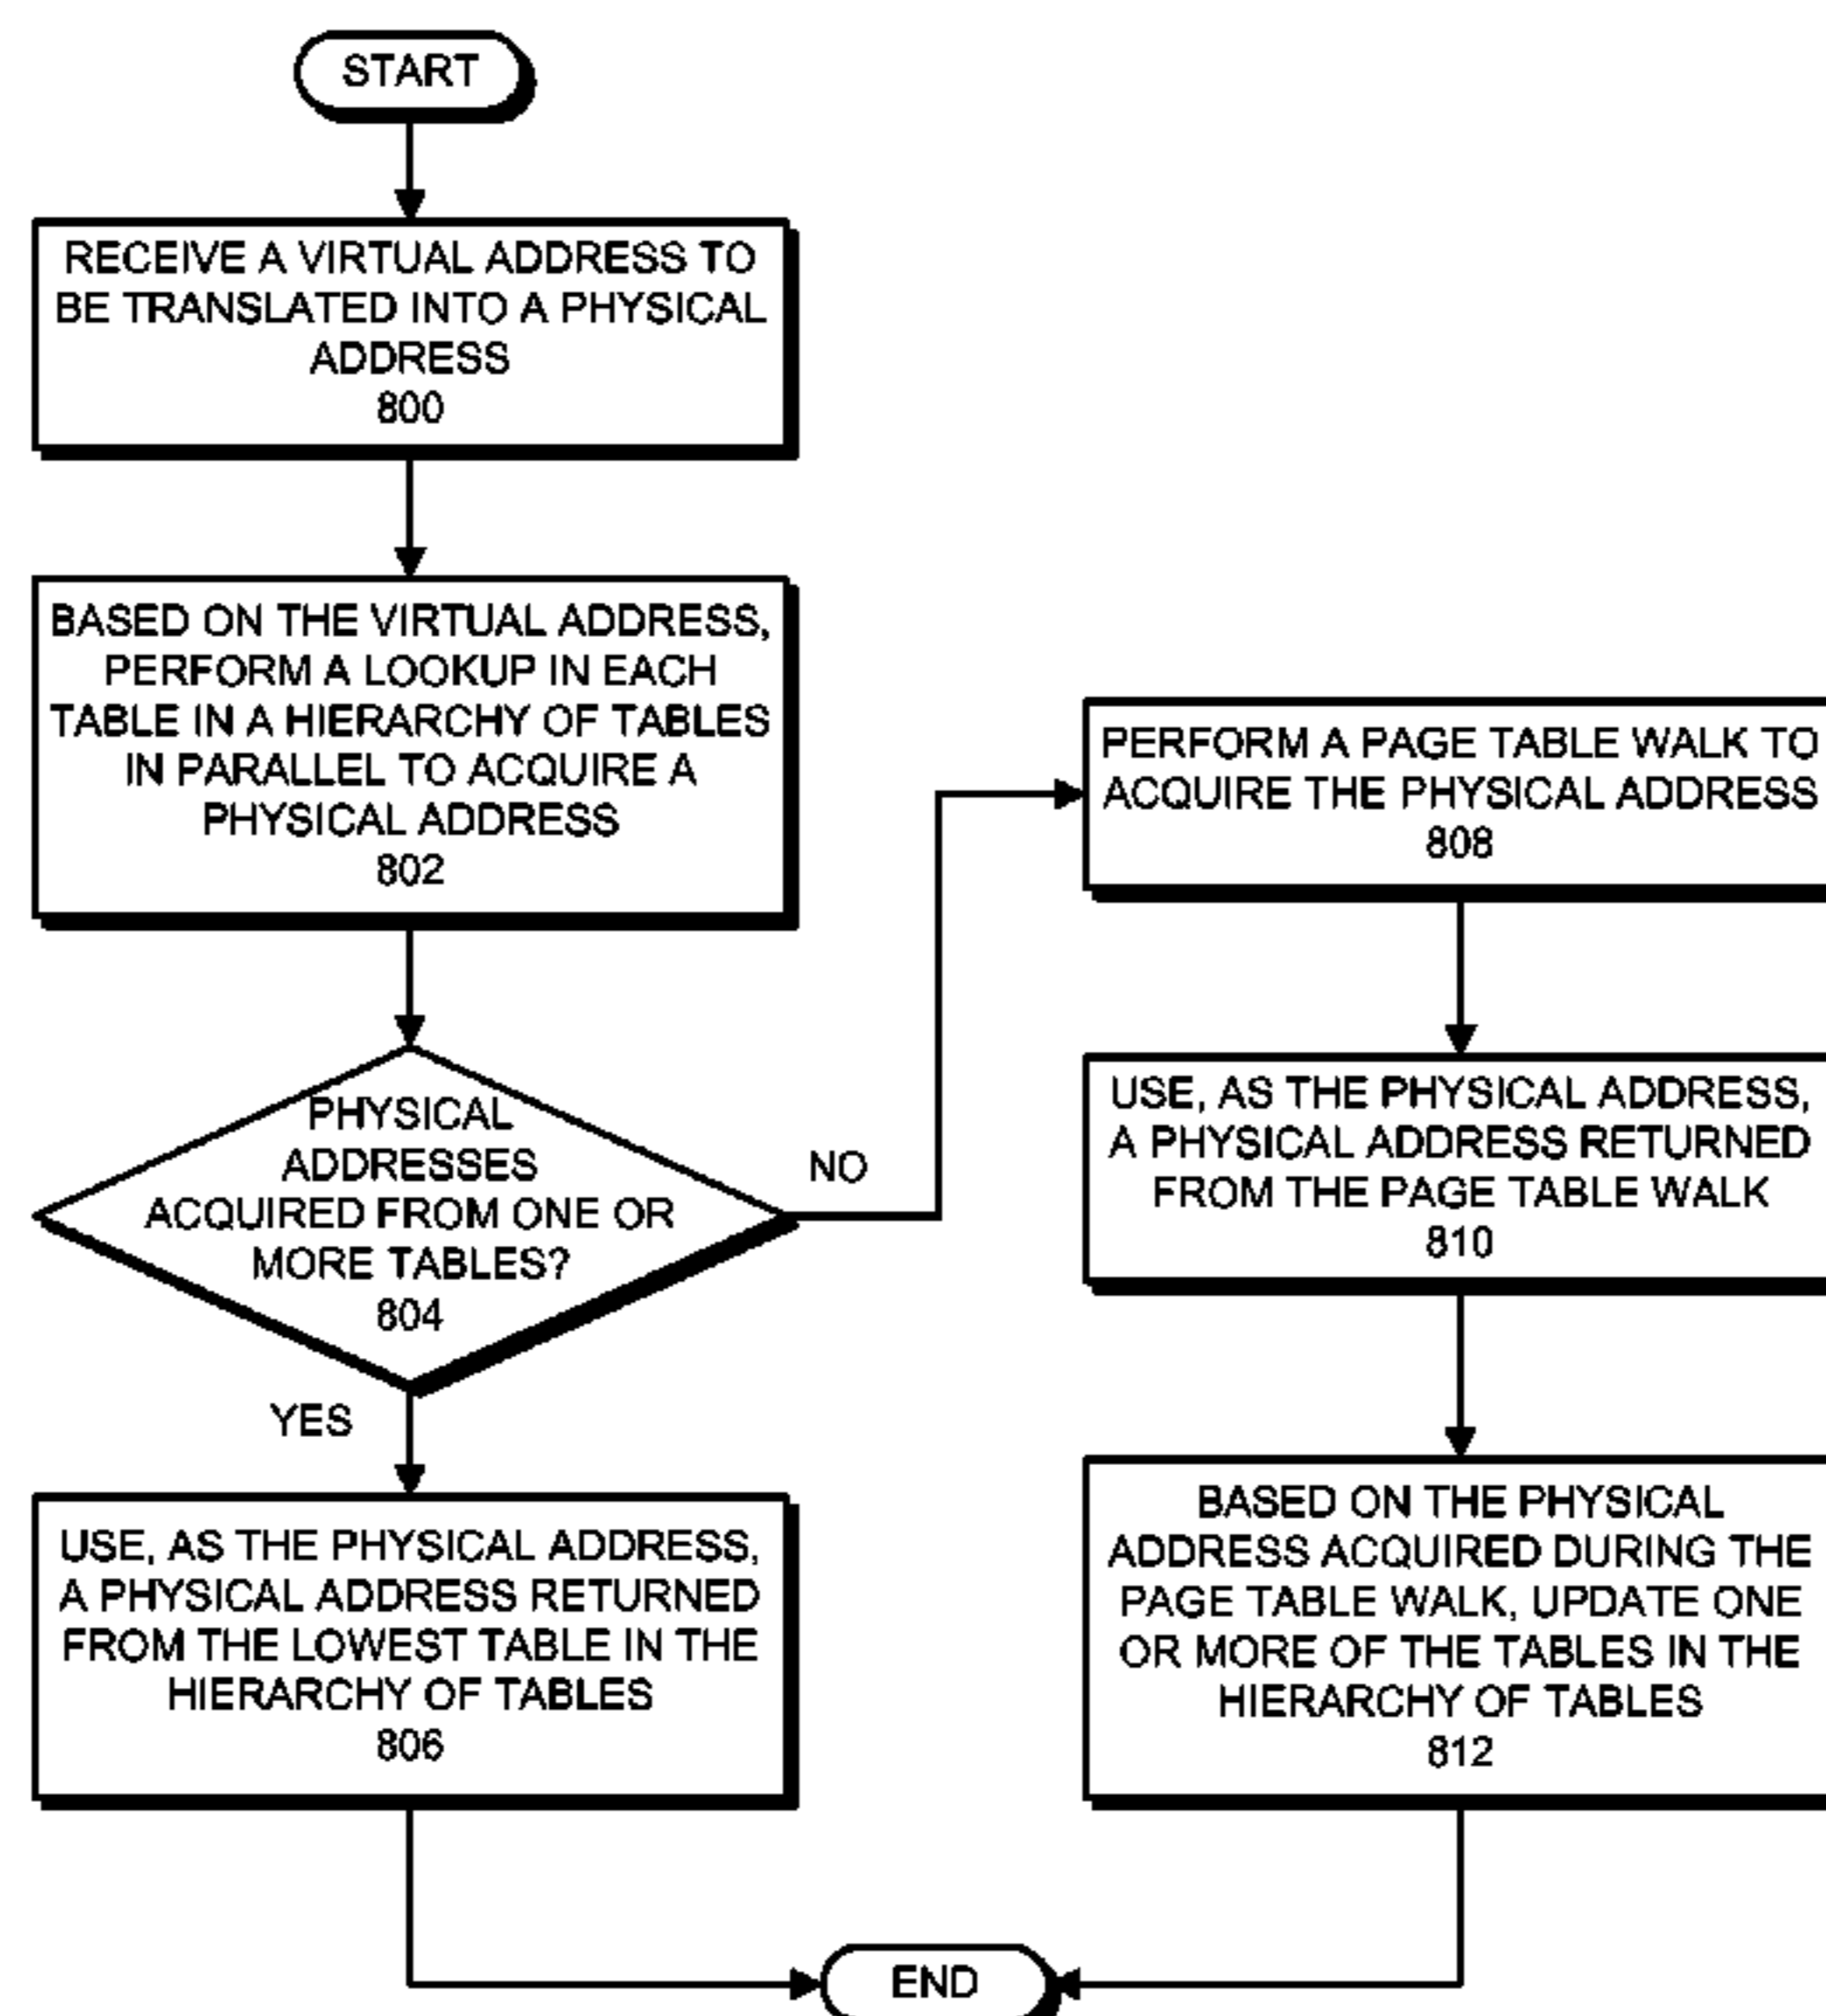 START
RECEIVE A VIRTUAL ADDRESS TO
BE TRANSLATED INTO A PHYSICAL
ADDRESS
800
BASED ON THE VIRTUAL ADDRESS,
PERFORM A LOOKUP IN EACH
TABLE IN A HIERARCHY OF TABLES
IN PARALLEL TO ACQUIRE A
PHYSICAL ADDRESS
802
PHYSICAL
ADDRESSES
ACQUIRED FROM ONE OR
MORE TABLES?
804
NO
YES
USE, AS THE PHYSICAL ADDRESS,
A PHYSICAL ADDRESS RETURNED
FROM THE LOWEST TABLE IN THE
HIERARCHY OF TABLES
806
PERFORM A PAGE TABLE WALK TO
ACQUIRE THE PHYSICAL ADDRESS
808
USE, AS THE PHYSICAL ADDRESS,
A PHYSICAL ADDRESS RETURNED
FROM THE PAGE TABLE WALK
810
BASED ON THE PHYSICAL
ADDRESS ACQUIRED DURING THE
PAGE TABLE WALK, UPDATE ONE
OR MORE OF THE TABLES IN THE
HIERARCHY OF TABLES
812
END